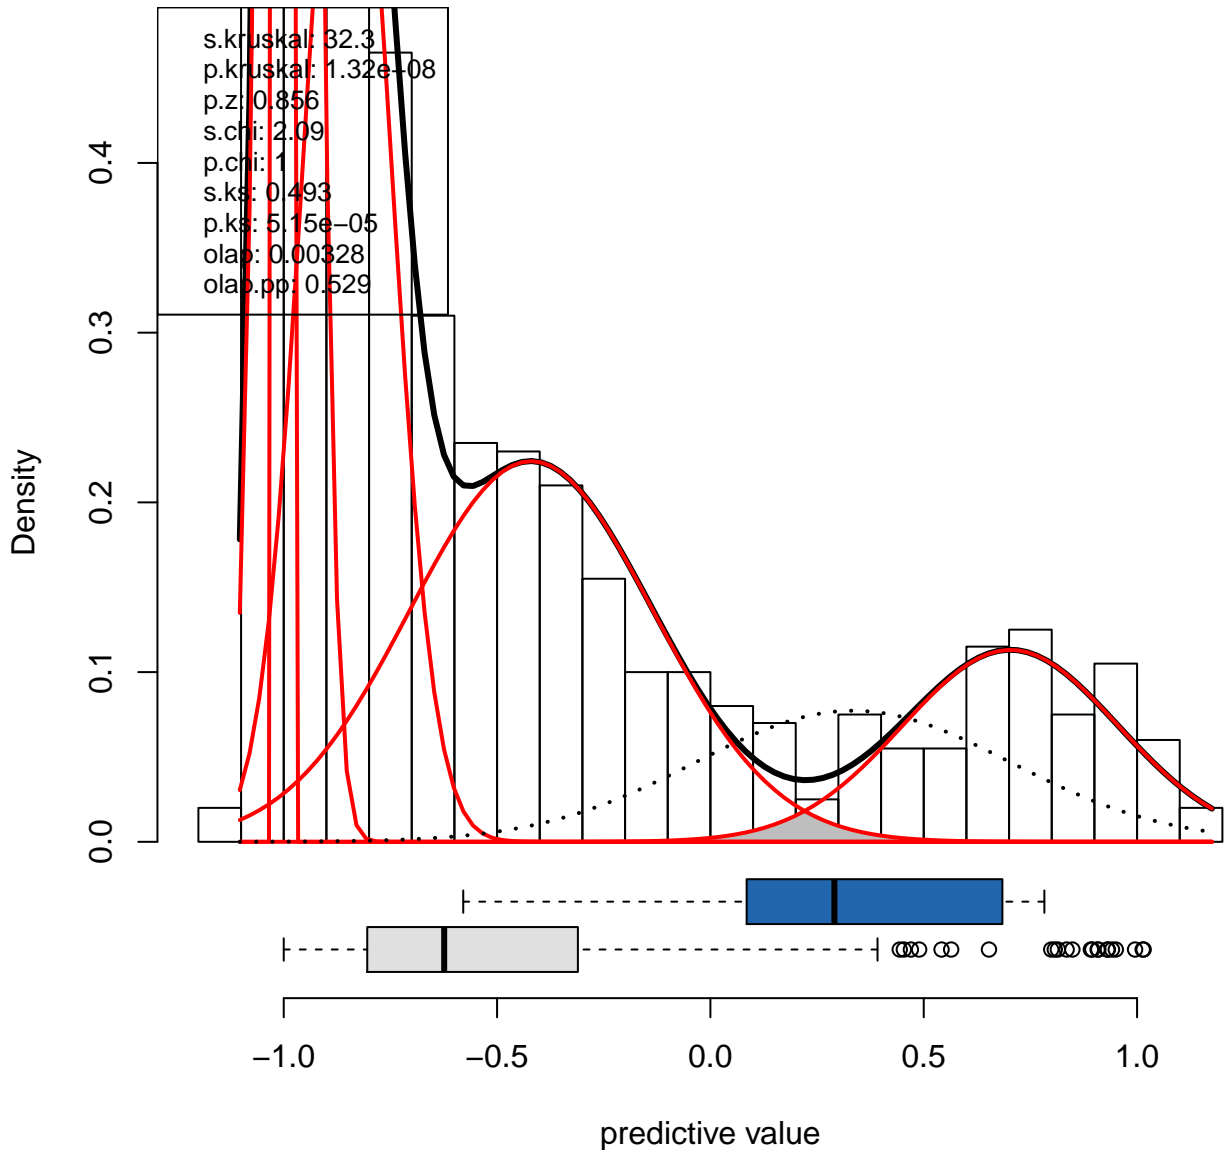 s.kruskal: 32.3
p.kruskal: 1.32e−08
p.z: 0.856
s.chi: 2.09
p.chi: 1
s.ks: 0.493
p.ks: 5.15e−05
olap: 0.00328
olap.pp: 0.529
0.4
0.3
0.2
0.1
0.0
Density
−1.0 −0.5 0.0 0.5 1.0
predictive value